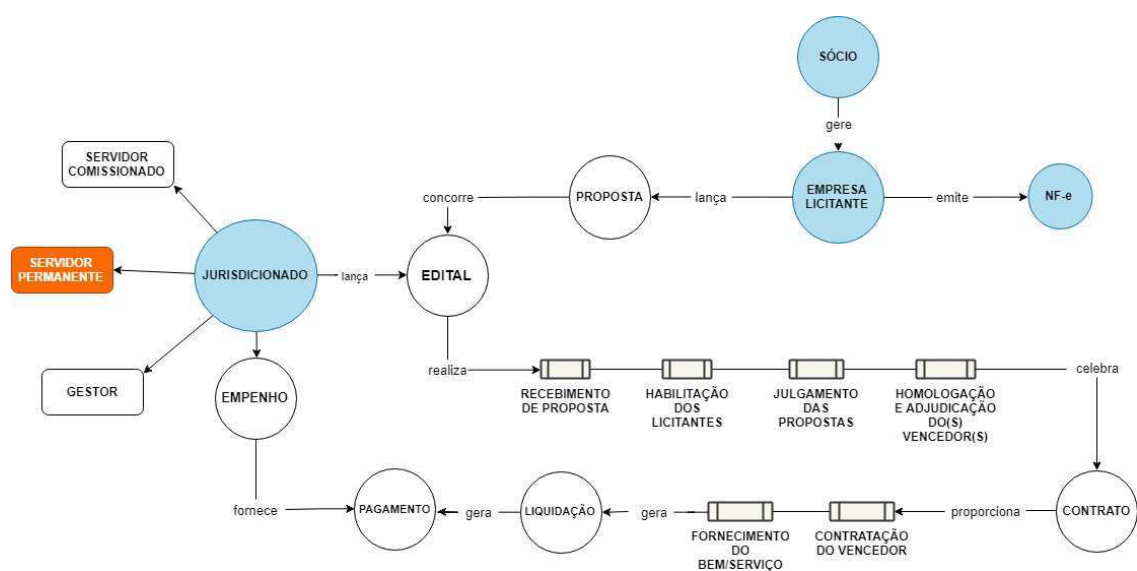 SÓCIO
gere
SERVIDOR
COMISSIONADO
concorre
PROPOSTA
lança
EMPRESA
LICITANTE
emite
NF-e
SERVIDOR
PERMANENTE
JURISDICIONADO
lança
EDITAL
GESTOR
EMPENHO
realiza
RECEBIMENTO
DE PROPOSTA
HABILITAÇÃO
DOS
LICITANTES
JULGAMENTO
DAS
PROPOSTAS
HOMOLOGAÇÃO
E ADJUDICAÇÃO
DO(S)
VENCEDOR(S)
celebra
fornece
PAGAMENTO
gera
LIQUIDAÇÃO
gera
FORNECIMENTO
DO
BEM/SERVIÇO
CONTRATAÇÃO
DO VENCEDOR
proporciona
CONTRATO